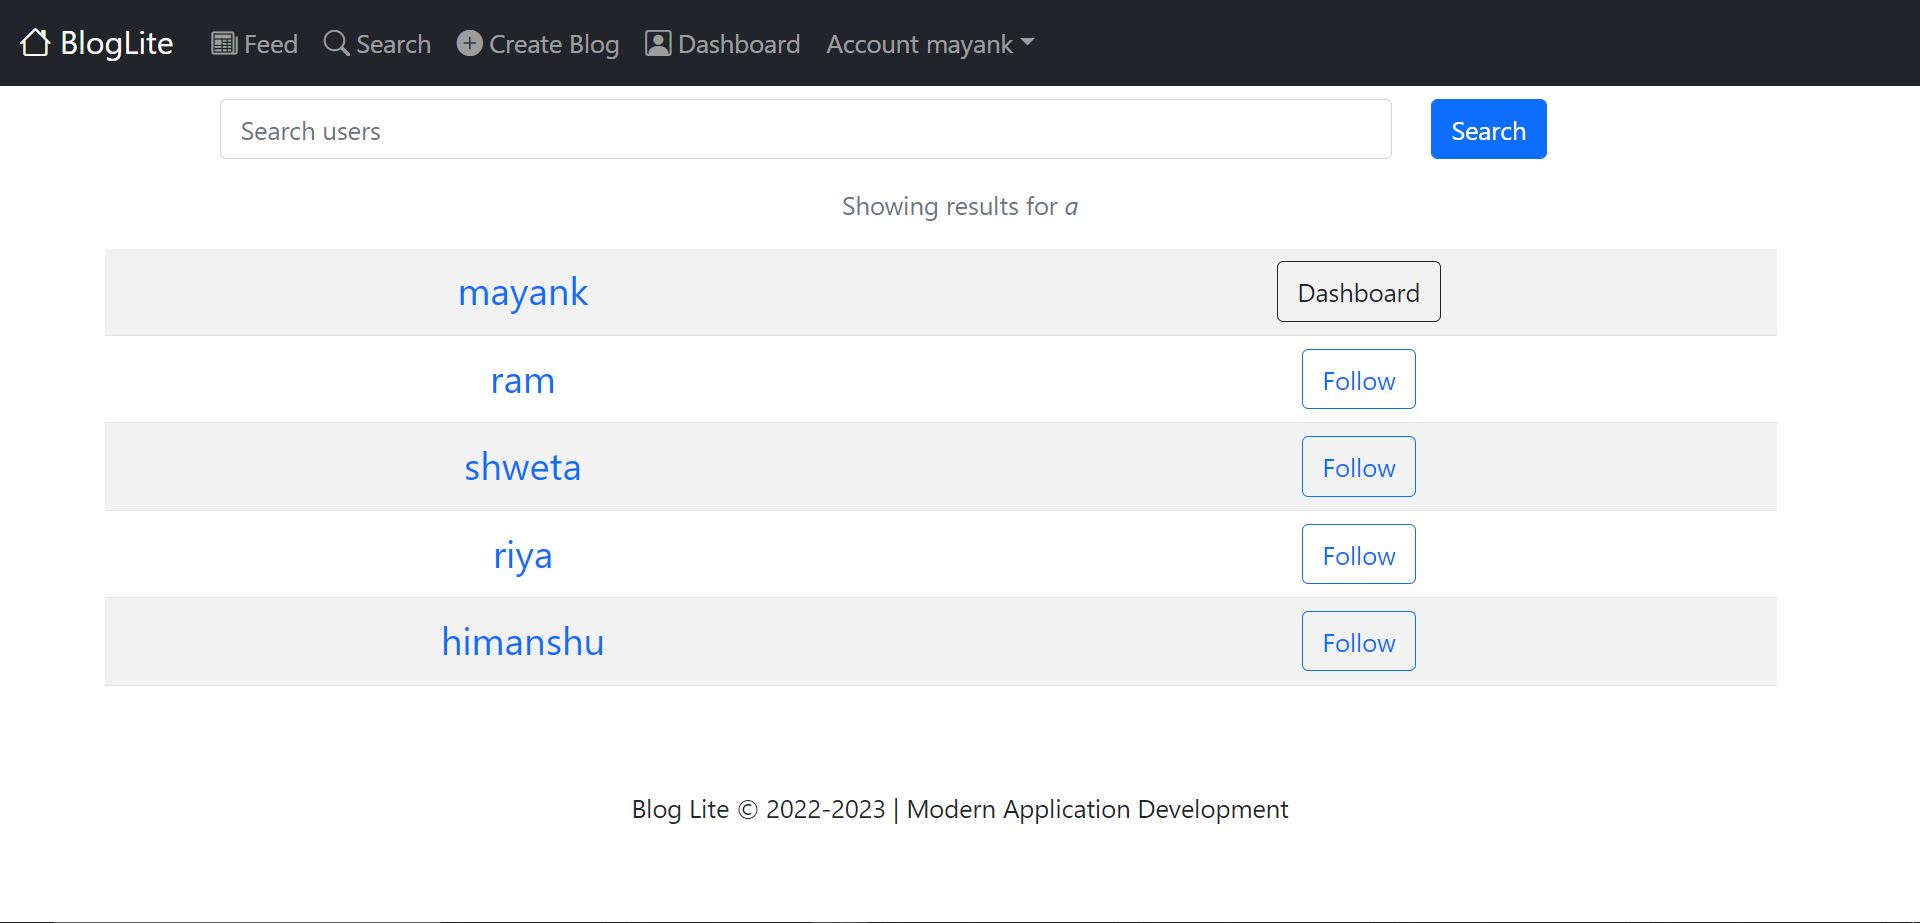 BlogLite Feed Search Create Blog Dashboard Account mayank
Search users Search
Showing results for a
mayank Dashboard
ram Follow
shweta Follow
riya Follow
himanshu Follow
Blog Lite © 2022-2023 | Modern Application Development